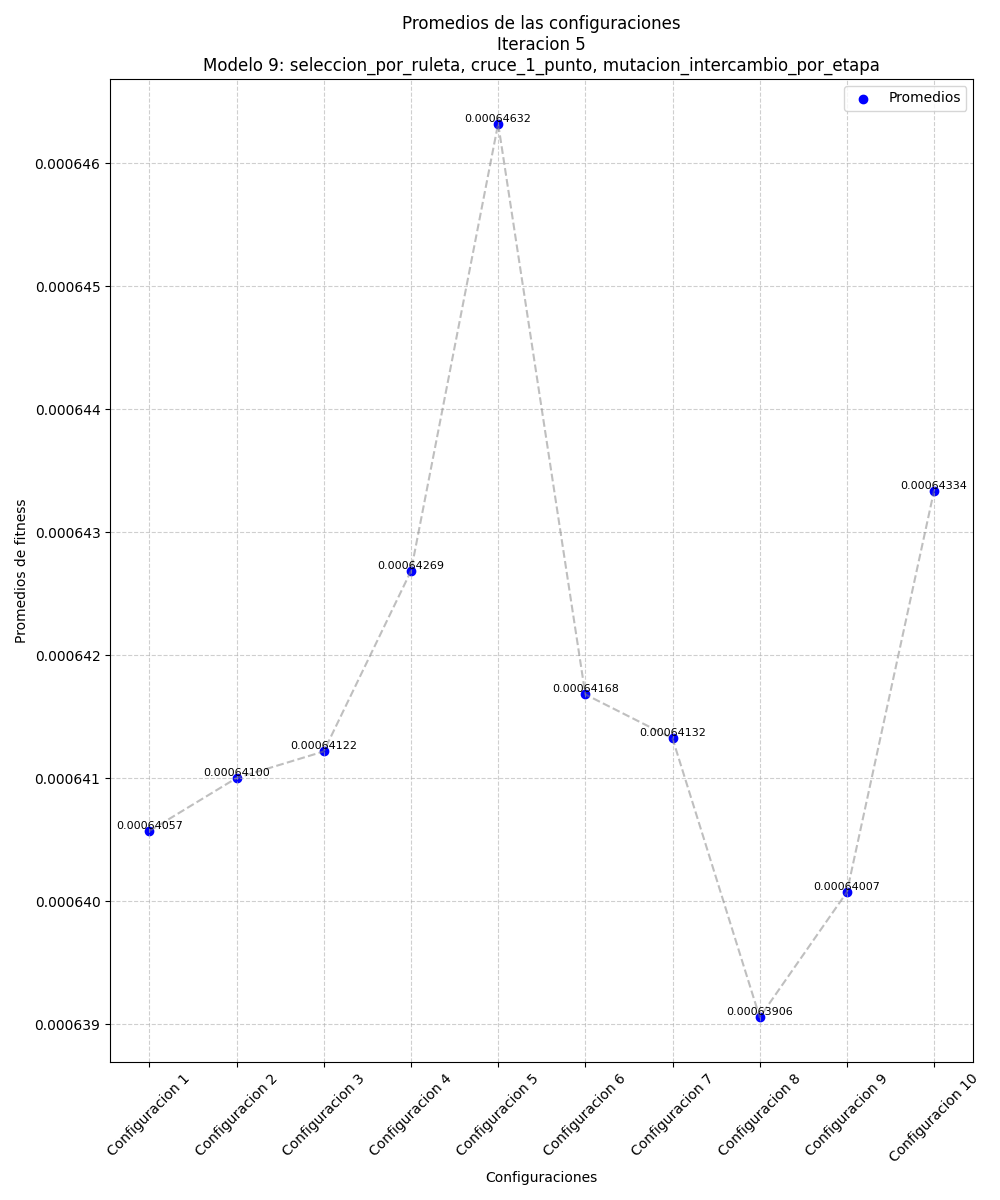 Promedios de las configuraciones
Iteracion 5
Modelo 9: seleccion_por_ruleta, cruce_1_punto, mutacion_intercambio_por_etapa
Promedios
0.00064632
0.000646
0.000645
0.000644
0.00064334
0.000643
0.00064269
0.000642
0.00064168
0.00064132
0.00064122
0.00064100
0.000641
0.00064057
0.00064007
0.000640
0.00063906
0.000639
Promedios de fitness
Configuracion 1
Configuracion 2
Configuracion 3
Configuracion 4
Configuracion 5
Configuracion 6
Configuracion 7
Configuracion 8
Configuracion 9
Configuracion 10
Configuraciones